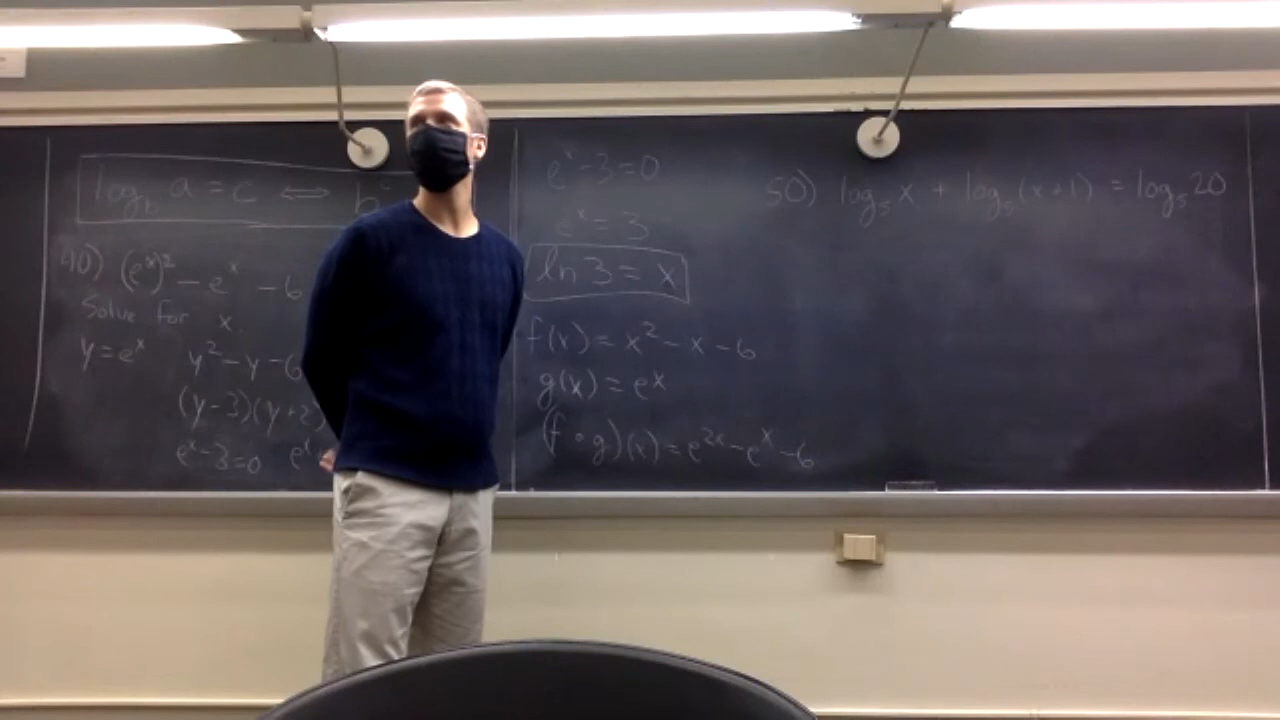 log_b a = c ⟺ b
40) (e^x)^2 - e^x - 6
Solve for x.
y = e^x y^2 - y - 6
(y-3)(y+2)
e^x - 3 = 0 e^x
e^x - 3 = 0
e^x = 3
ln 3 = x
f(x) = x^2 - x - 6
g(x) = e^x
(f ∘ g)(x) = e^{2x} - e^x - 6
50) log_5 x + log_5 (x+1) = log_5 20